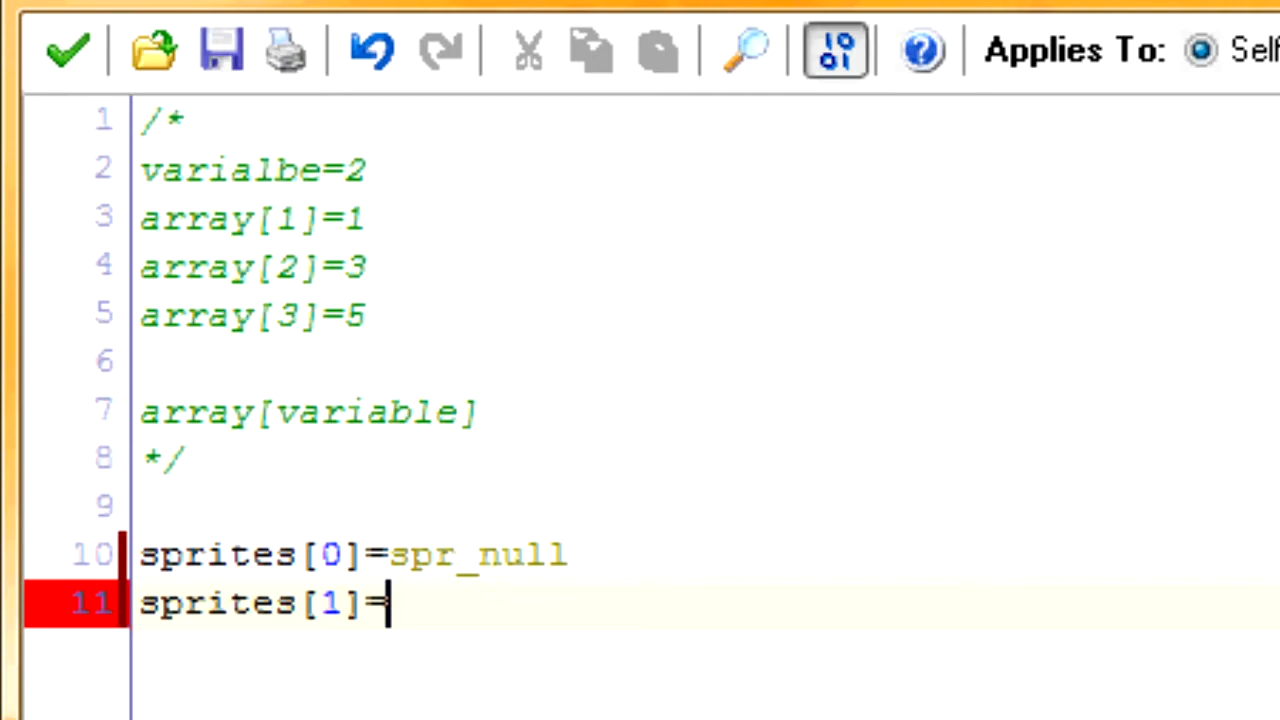 Applies To: Self
1 /*
2 varialbe=2
3 array[1]=1
4 array[2]=3
5 array[3]=5
6
7 array[variable]
8 */
9
10 sprites[0]=spr_null
11 sprites[1]=